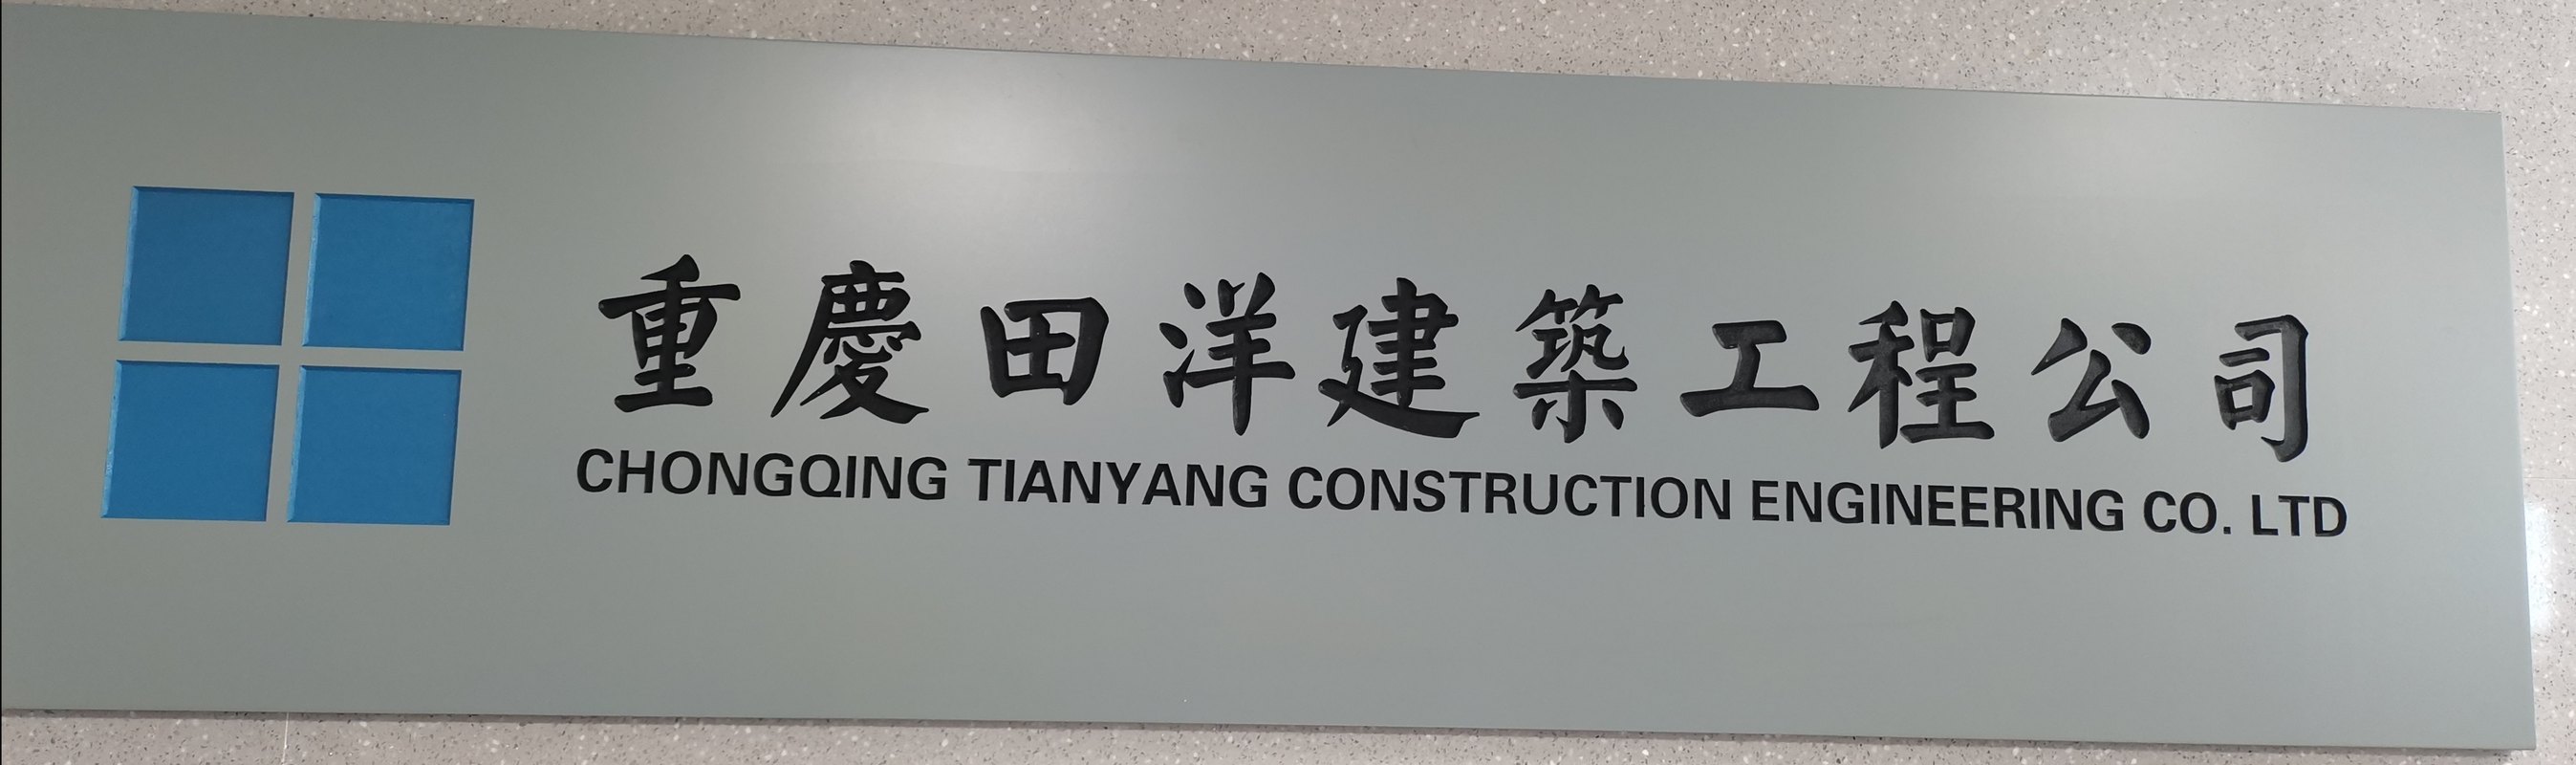 重慶田洋建築工程公司
CHONGQING TIANYANG CONSTRUCTION ENGINEERING CO. LTD